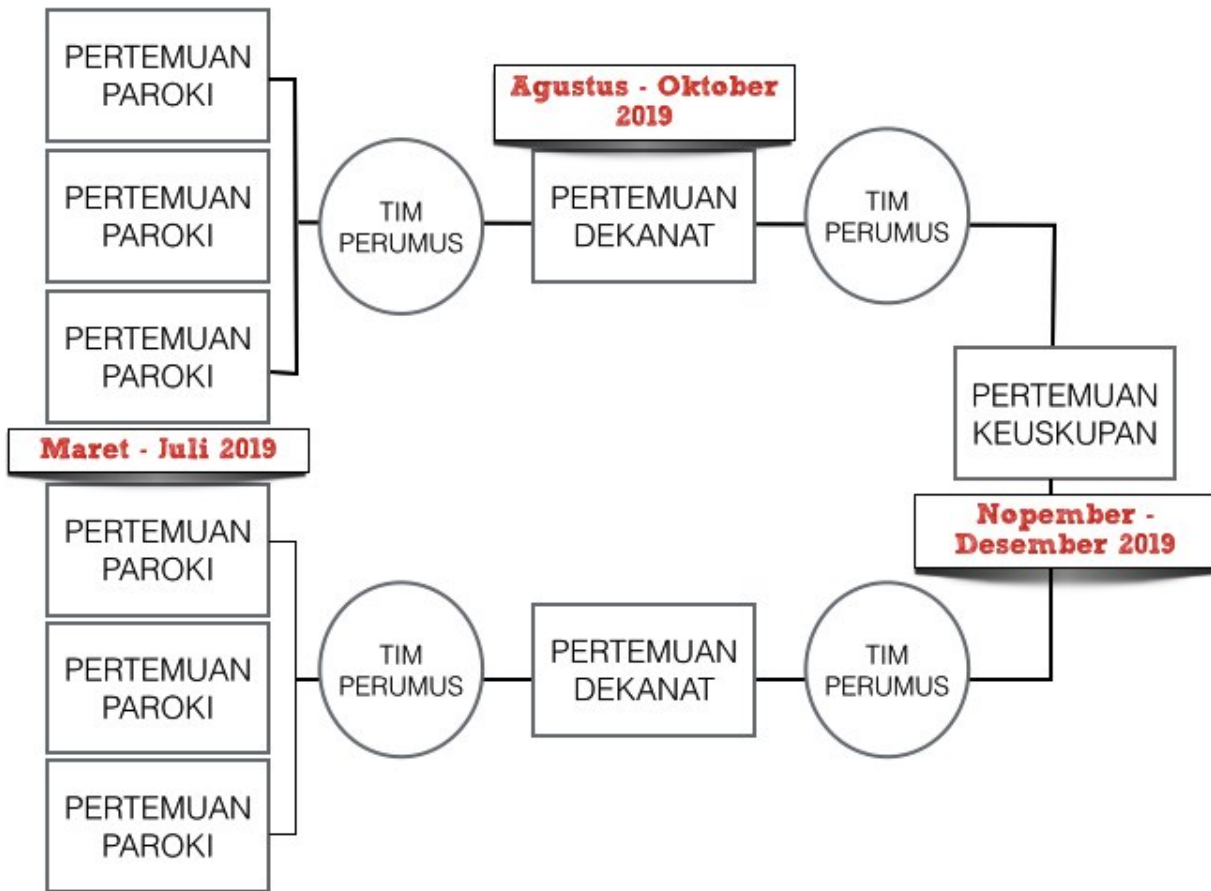 PERTEMUAN
PAROKI
PERTEMUAN
PAROKI
PERTEMUAN
PAROKI
TIM
PERUMUS
Agustus - Oktober
2019
PERTEMUAN
DEKANAT
TIM
PERUMUS
PERTEMUAN
KEUSKUPAN
Nopember -
Desember 2019
Maret - Juli 2019
PERTEMUAN
PAROKI
PERTEMUAN
PAROKI
PERTEMUAN
PAROKI
TIM
PERUMUS
PERTEMUAN
DEKANAT
TIM
PERUMUS